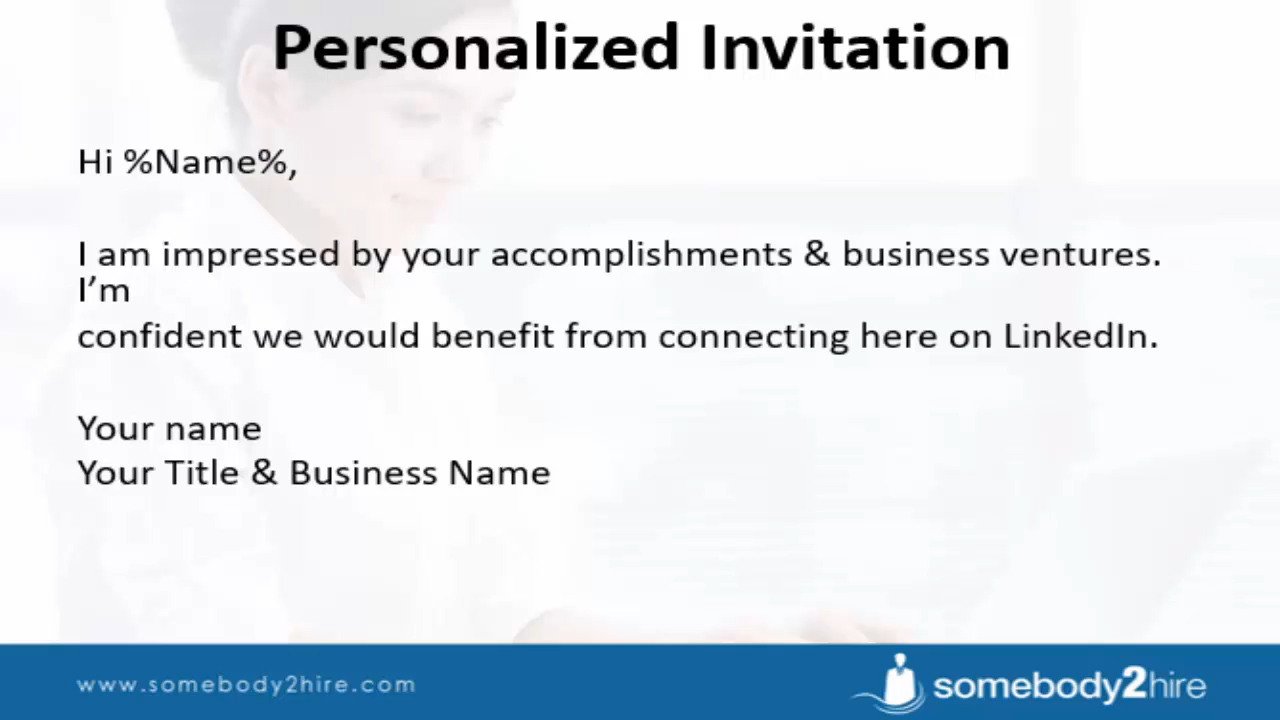 Personalized Invitation
Hi %Name%,
I am impressed by your accomplishments & business ventures.
I’m
confident we would benefit from connecting here on LinkedIn.
Your name
Your Title & Business Name
www.somebody2hire.com
somebody2hire